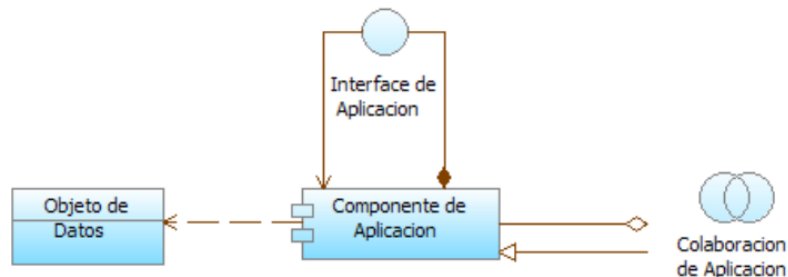 Interface de
Aplicacion
Objeto de
Datos
Componente de
Aplicacion
Colaboracion
de Aplicacion